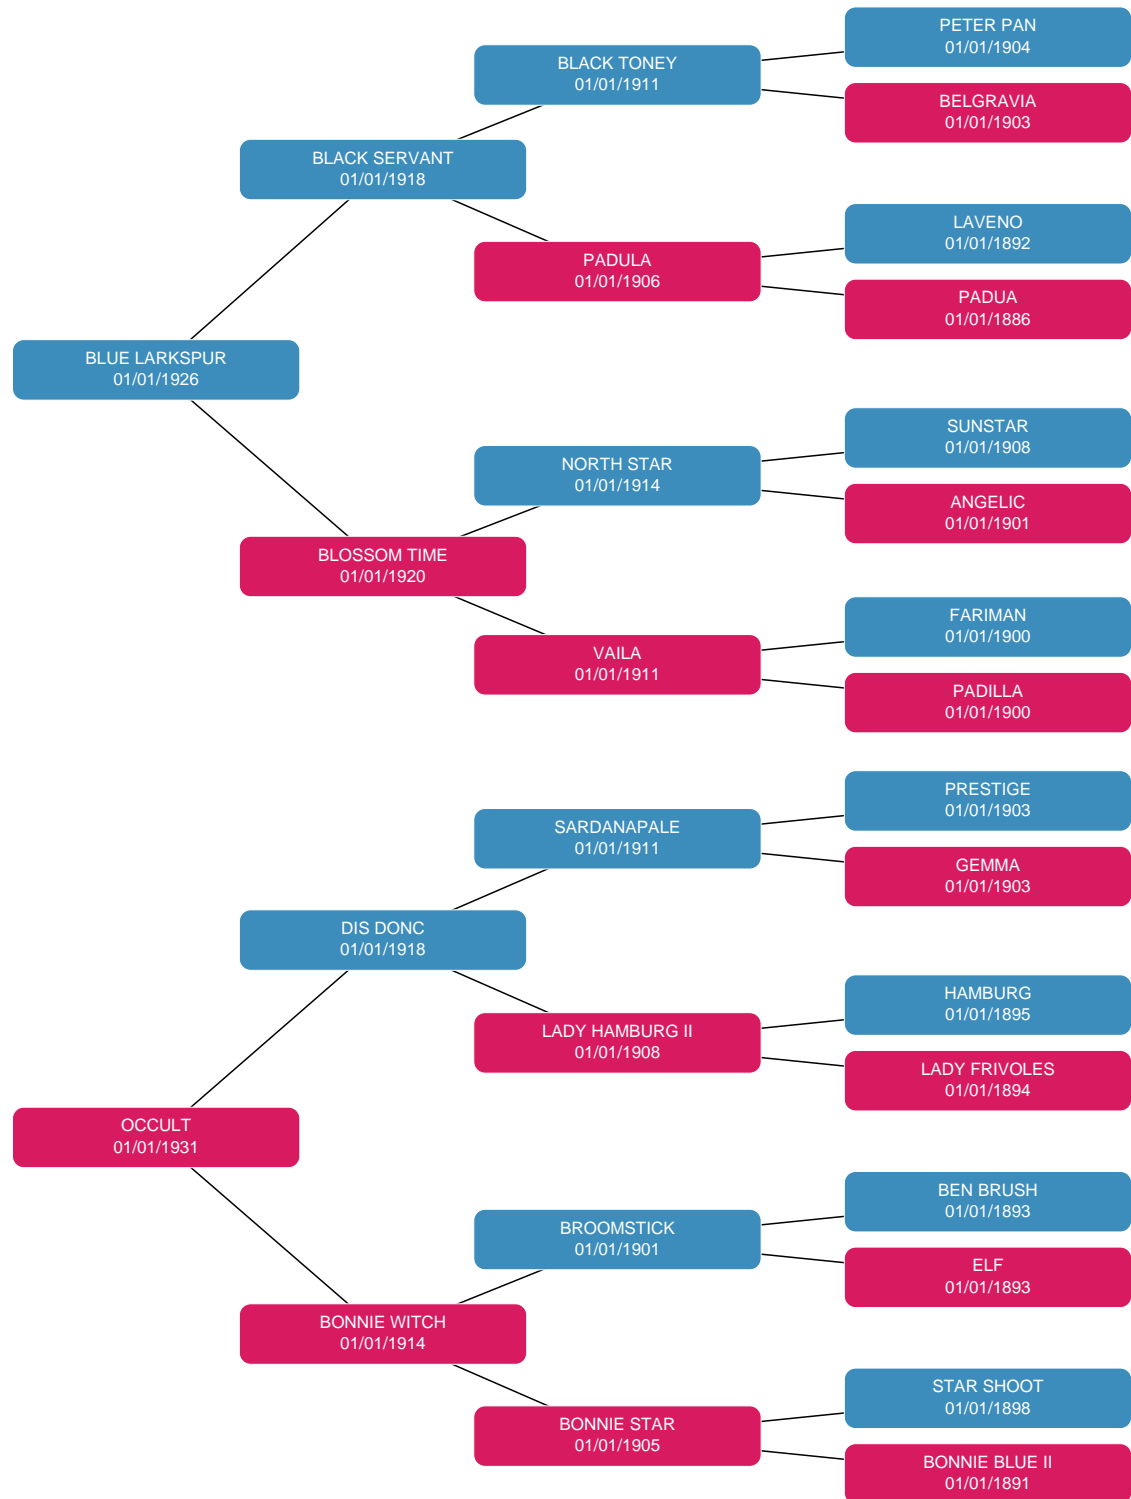 PETER PAN
01/01/1904
BLACK TONEY
01/01/1911
BELGRAVIA
01/01/1903
BLACK SERVANT
01/01/1918
LAVENO
01/01/1892
PADULA
01/01/1906
PADUA
01/01/1886
BLUE LARKSPUR
01/01/1926
SUNSTAR
01/01/1908
NORTH STAR
01/01/1914
ANGELIC
01/01/1901
BLOSSOM TIME
01/01/1920
FARIMAN
01/01/1900
VAILA
01/01/1911
PADILLA
01/01/1900
PRESTIGE
01/01/1903
SARDANAPALE
01/01/1911
GEMMA
01/01/1903
DIS DONC
01/01/1918
HAMBURG
01/01/1895
LADY HAMBURG II
01/01/1908
LADY FRIVOLES
01/01/1894
OCCULT
01/01/1931
BEN BRUSH
01/01/1893
BROOMSTICK
01/01/1901
ELF
01/01/1893
BONNIE WITCH
01/01/1914
STAR SHOOT
01/01/1898
BONNIE STAR
01/01/1905
BONNIE BLUE II
01/01/1891